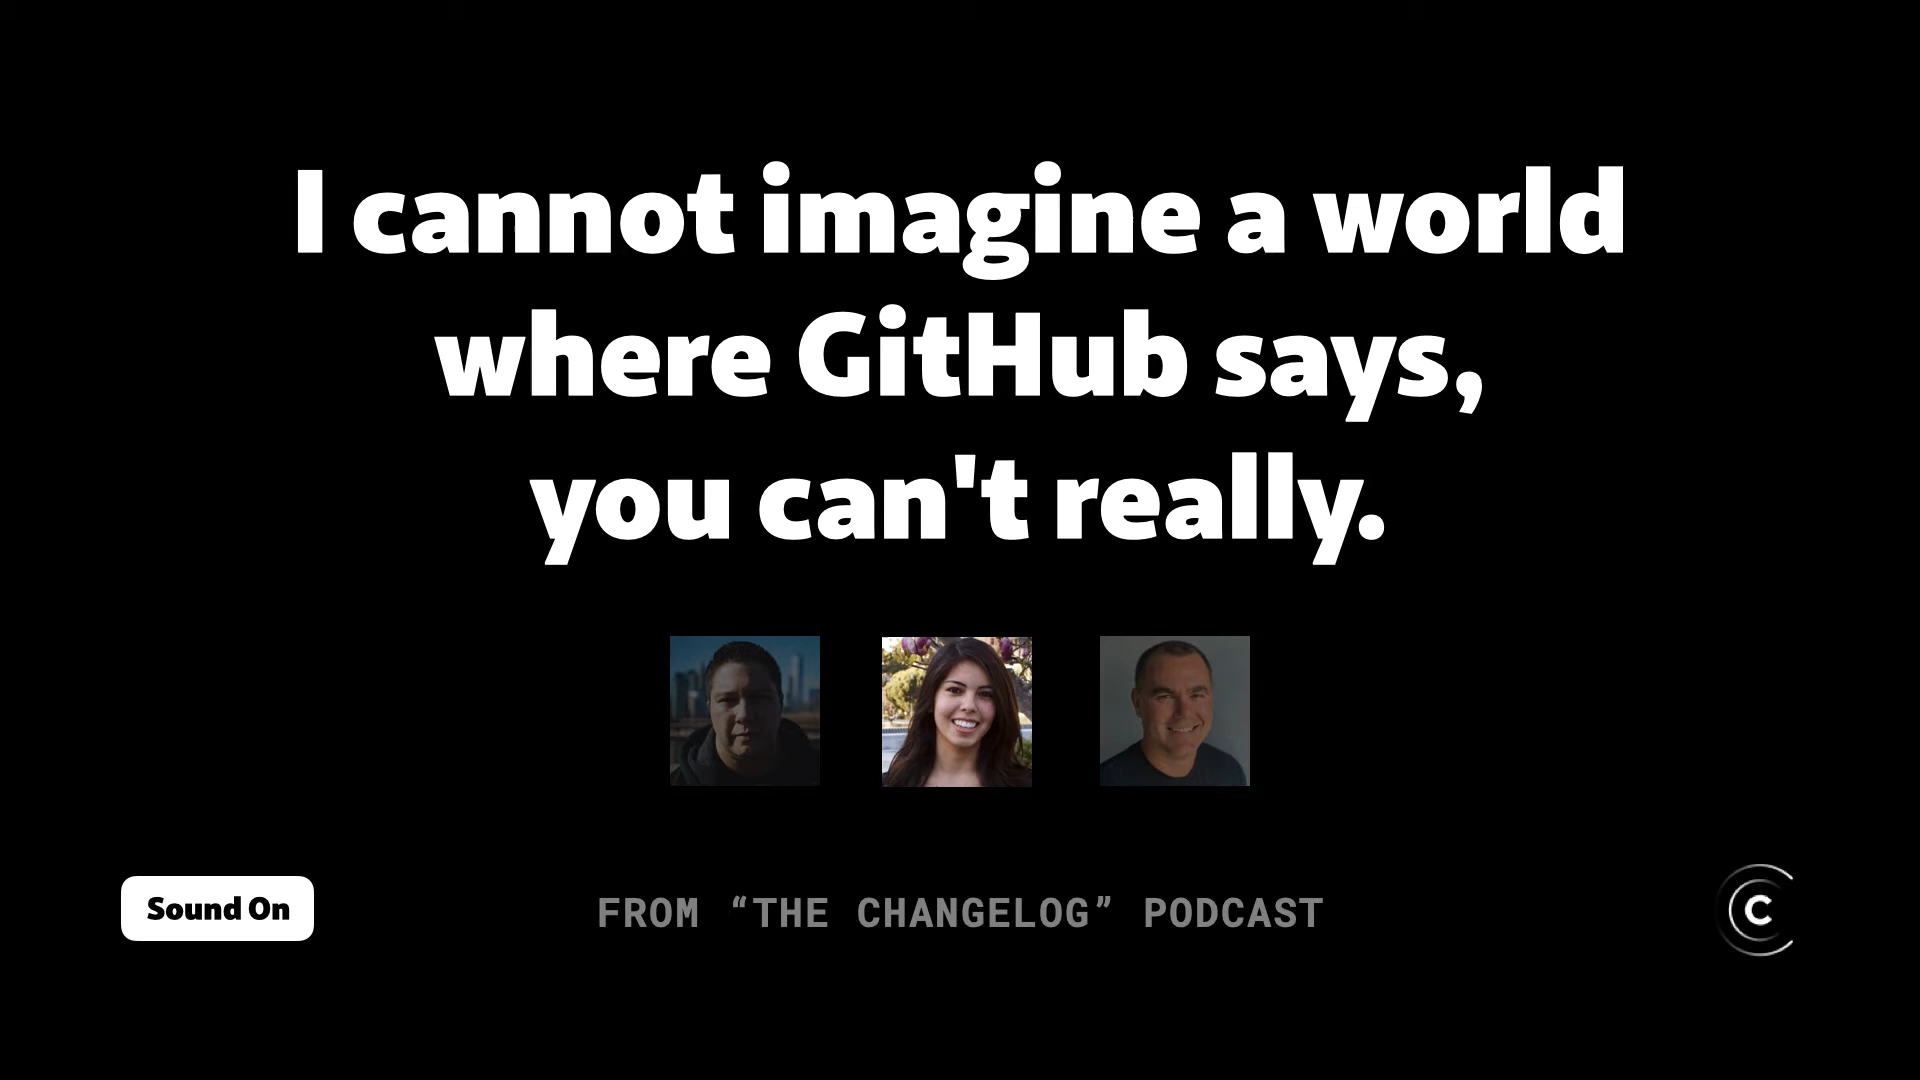 I cannot imagine a world
where GitHub says,
you can't really.
Sound On
FROM “THE CHANGELOG” PODCAST
C